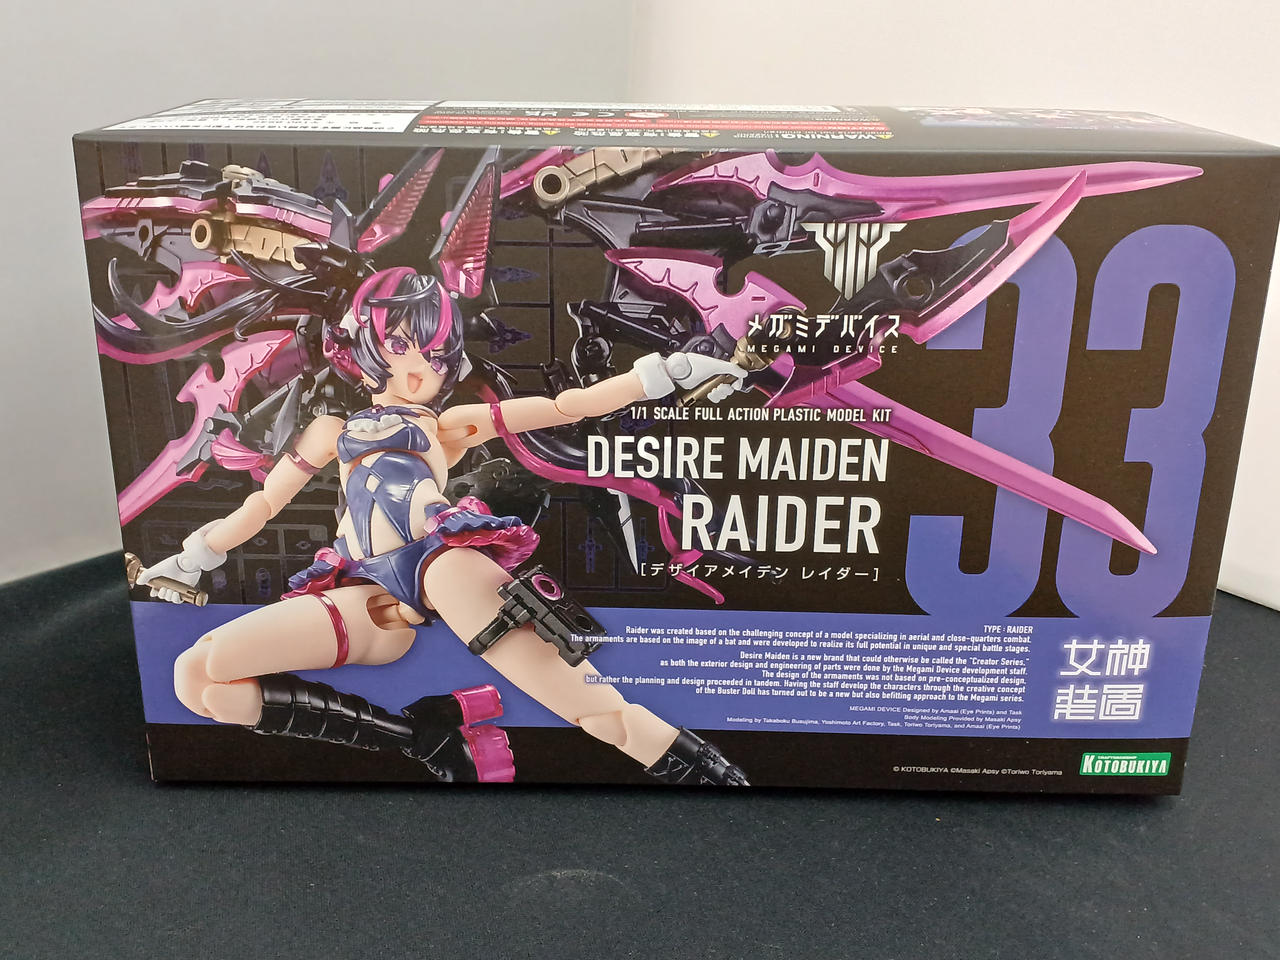 WARNING
メガミデバイス
MEGAMI DEVICE
33
1/1 SCALE FULL ACTION PLASTIC MODEL KIT
DESIRE MAIDEN
RAIDER
[デザイアメイデン レイダー]
TYPE : RAIDER
Raider was created based on the challenging concept of a model specializing in aerial and close-quarters combat.
The armaments are based on the image of a bat and were developed to realize its full potential in unique and special battle stages.
Desire Maiden is a new brand that could otherwise be called the "Creator Series,"
as both the exterior design and engineering of parts were done by the Megami Device development staff.
The design of the armaments was not based on pre-conceptualized design,
but rather the planning and design proceeded in tandem. Having the staff develop the characters through the creative concept
of the Buster Doll has turned out to be a new but also befitting approach to the Megami series.
MEGAMI DEVICE Designed by Amaai (Eye Prints) and Task
Body Modeling Provided by Masaki Apsy
Modeling by Takaboku Busujima, Yoshimoto Art Factory, Task, Toriwo Toriyama, and Amaai (Eye Prints)
女神
装置
© KOTOBUKIYA ©Masaki Apsy ©Toriwo Toriyama
KOTOBUKIYA